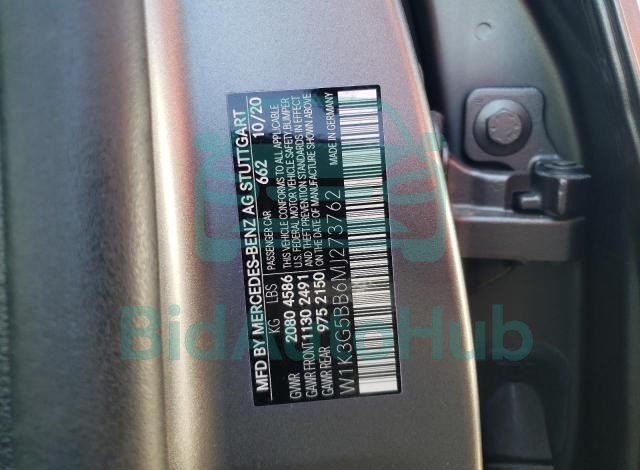 MFD BY MERCEDES-BENZ AG STUTTGART
PASSENGER CAR 662 10/20
KG LBS
GVWR 2080 4586
GAWR FRONT 1130 2491
GAWR REAR 975 2150
THIS VEHICLE CONFORMS TO ALL APPLICABLE
U.S. FEDERAL MOTOR VEHICLE SAFETY, BUMPER
AND THEFT PREVENTION STANDARDS IN EFFECT
ON THE DATE OF MANUFACTURE SHOWN ABOVE
W1K3G5BB6MJ273762
MADE IN GERMANY
BidAutoHub